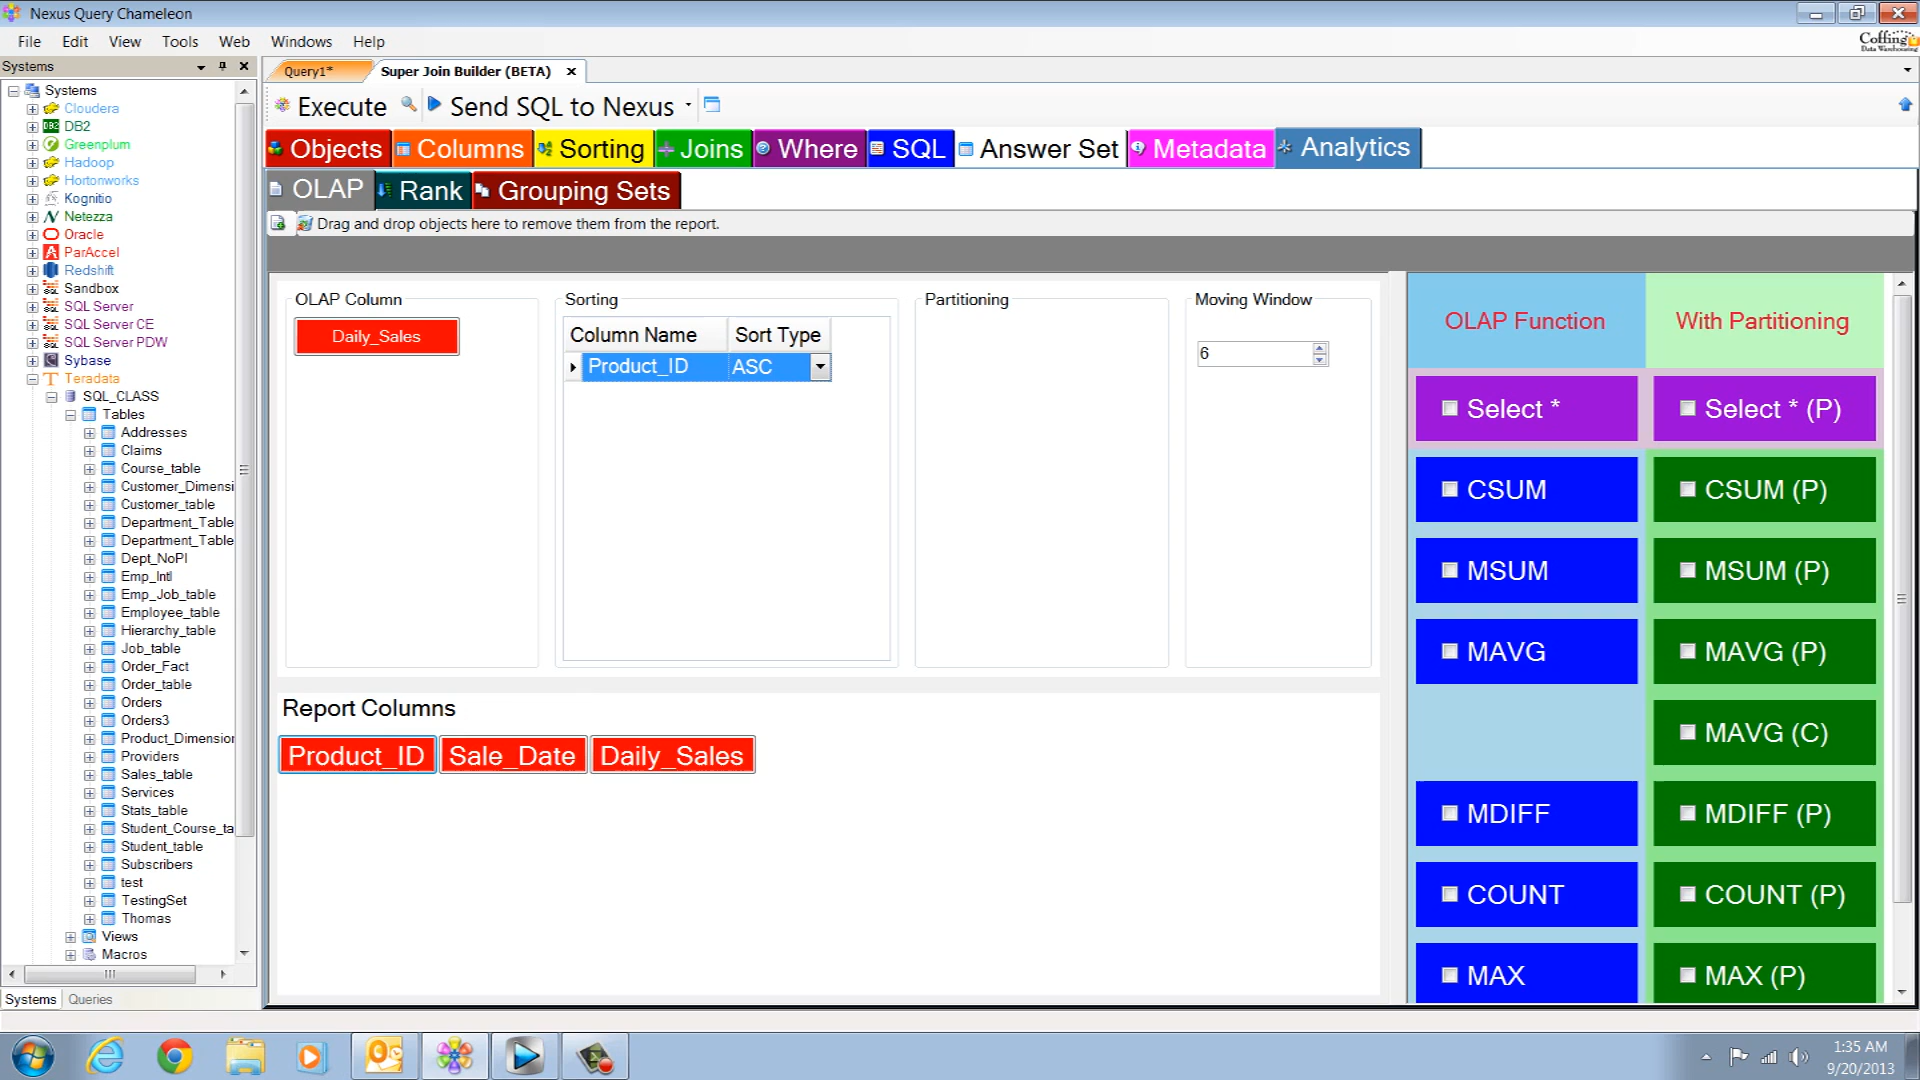 Nexus Query Chameleon
File Edit View Tools Web Windows Help
Coffing
Data Warehousing
Systems
Query1* Super Join Builder (BETA)
Execute Send SQL to Nexus
Objects Columns Sorting Joins Where SQL Answer Set Metadata Analytics
OLAP Rank Grouping Sets
Drag and drop objects here to remove them from the report.
Systems
Cloudera
DB2
Greenplum
Hadoop
Hortonworks
Kognitio
Netezza
Oracle
ParAccel
Redshift
Sandbox
SQL Server
SQL Server CE
SQL Server PDW
Sybase
Teradata
SQL_CLASS
Tables
Addresses
Claims
Course_table
Customer_Dimensi
Customer_table
Department_Table
Department_Table
Dept_NoPI
Emp_Intl
Emp_Job_table
Employee_table
Hierarchy_table
Job_table
Order_Fact
Order_table
Orders
Orders3
Product_Dimension
Providers
Sales_table
Services
Stats_table
Student_Course_ta
Student_table
Subscribers
test
TestingSet
Thomas
Views
Macros
Systems Queries
OLAP Column
Daily_Sales
Sorting
Column Name Sort Type
Product_ID ASC
Partitioning
Moving Window
6
Report Columns
Product_ID Sale_Date Daily_Sales
OLAP Function With Partitioning
Select * Select * (P)
CSUM CSUM (P)
MSUM MSUM (P)
MAVG MAVG (P)
MAVG (C)
MDIFF MDIFF (P)
COUNT COUNT (P)
MAX MAX (P)
1:35 AM
9/20/2013